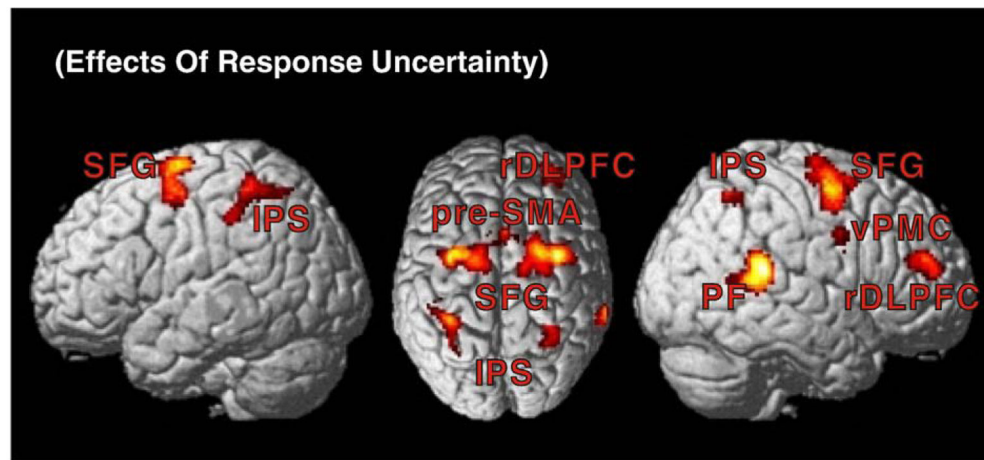 (Effects Of Response Uncertainty)
SFG
IPS
rDLPFC
pre-SMA
SFG
IPS
IPS
SFG
vPMC
PF
rDLPFC